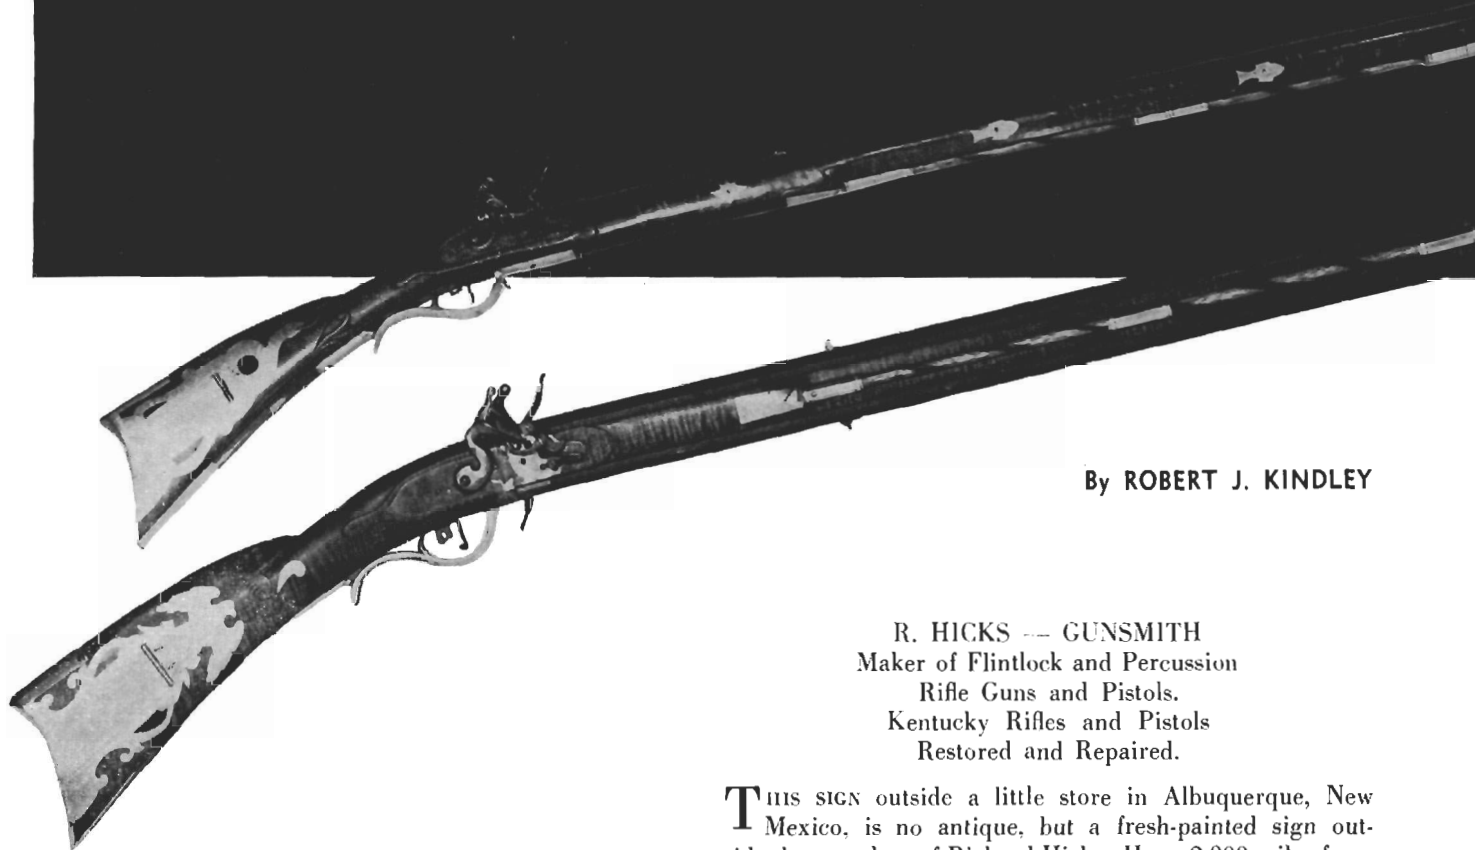 By ROBERT J. KINDLEY
R. HICKS — GUNSMITH
Maker of Flintlock and Percussion
Rifle Guns and Pistols.
Kentucky Rifles and Pistols
Restored and Repaired.
THIS SIGN outside a little store in Albuquerque, New
Mexico, is no antique, but a fresh-painted sign out-